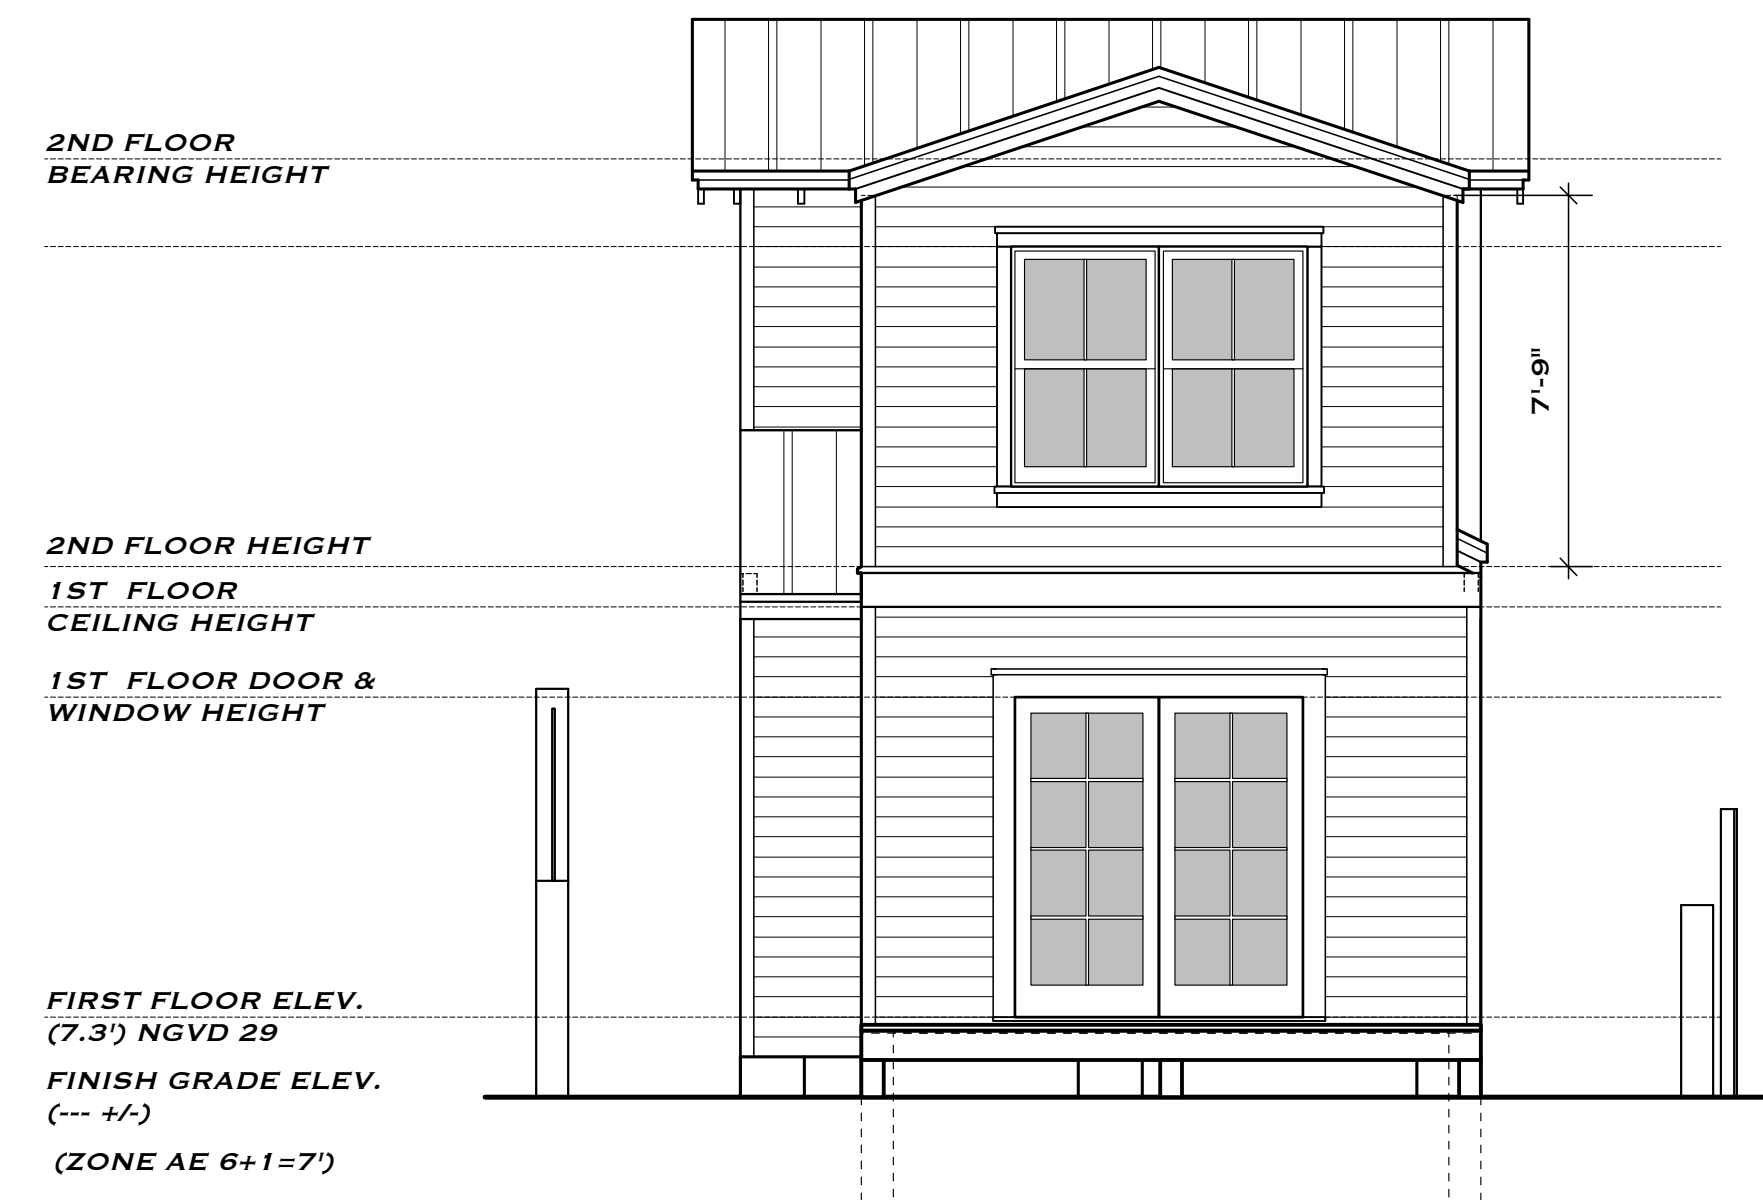 2ND FLOOR
BEARING HEIGHT
7'-9"
2ND FLOOR HEIGHT
1ST FLOOR
CEILING HEIGHT
1ST FLOOR DOOR &
WINDOW HEIGHT
FIRST FLOOR ELEV.
(7.3') NGVD 29
FINISH GRADE ELEV.
(--- +/-)
(ZONE AE 6+1=7')